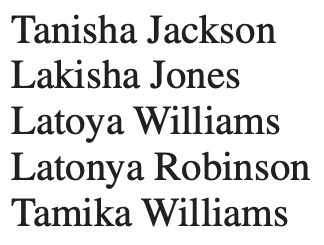 Tanisha Jackson
Lakisha Jones
Latoya Williams
Latonya Robinson
Tamika Williams